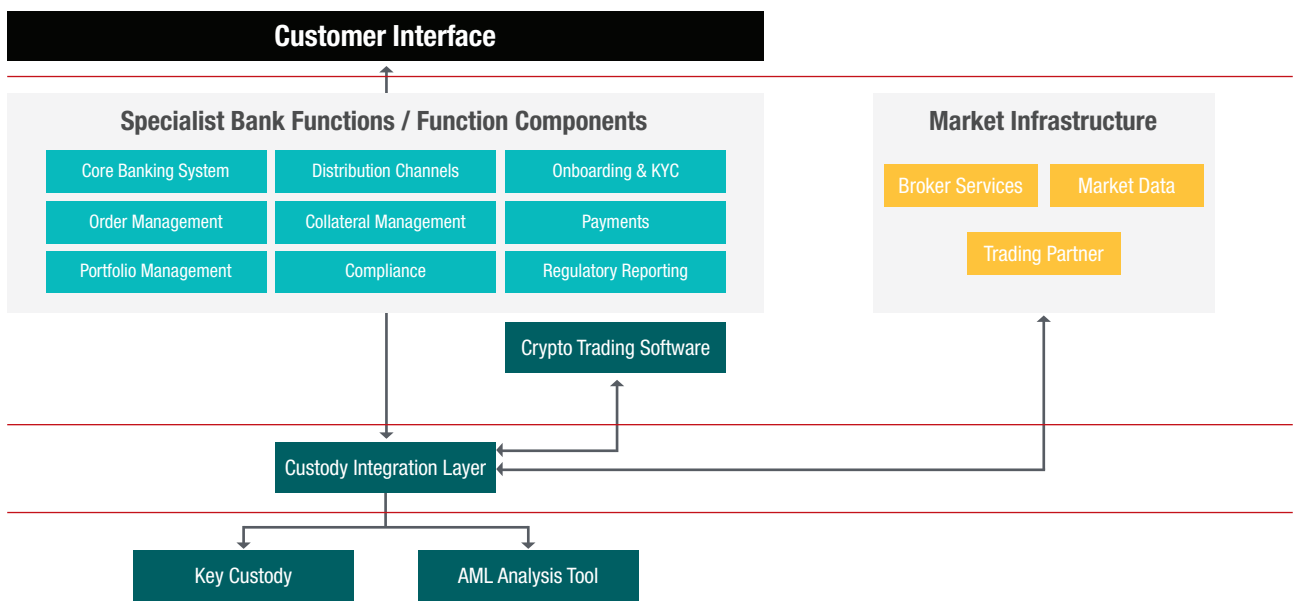 Customer Interface
Specialist Bank Functions / Function Components
Core Banking System
Distribution Channels
Onboarding & KYC
Order Management
Collateral Management
Payments
Portfolio Management
Compliance
Regulatory Reporting
Market Infrastructure
Broker Services
Market Data
Trading Partner
Crypto Trading Software
Custody Integration Layer
Key Custody
AML Analysis Tool